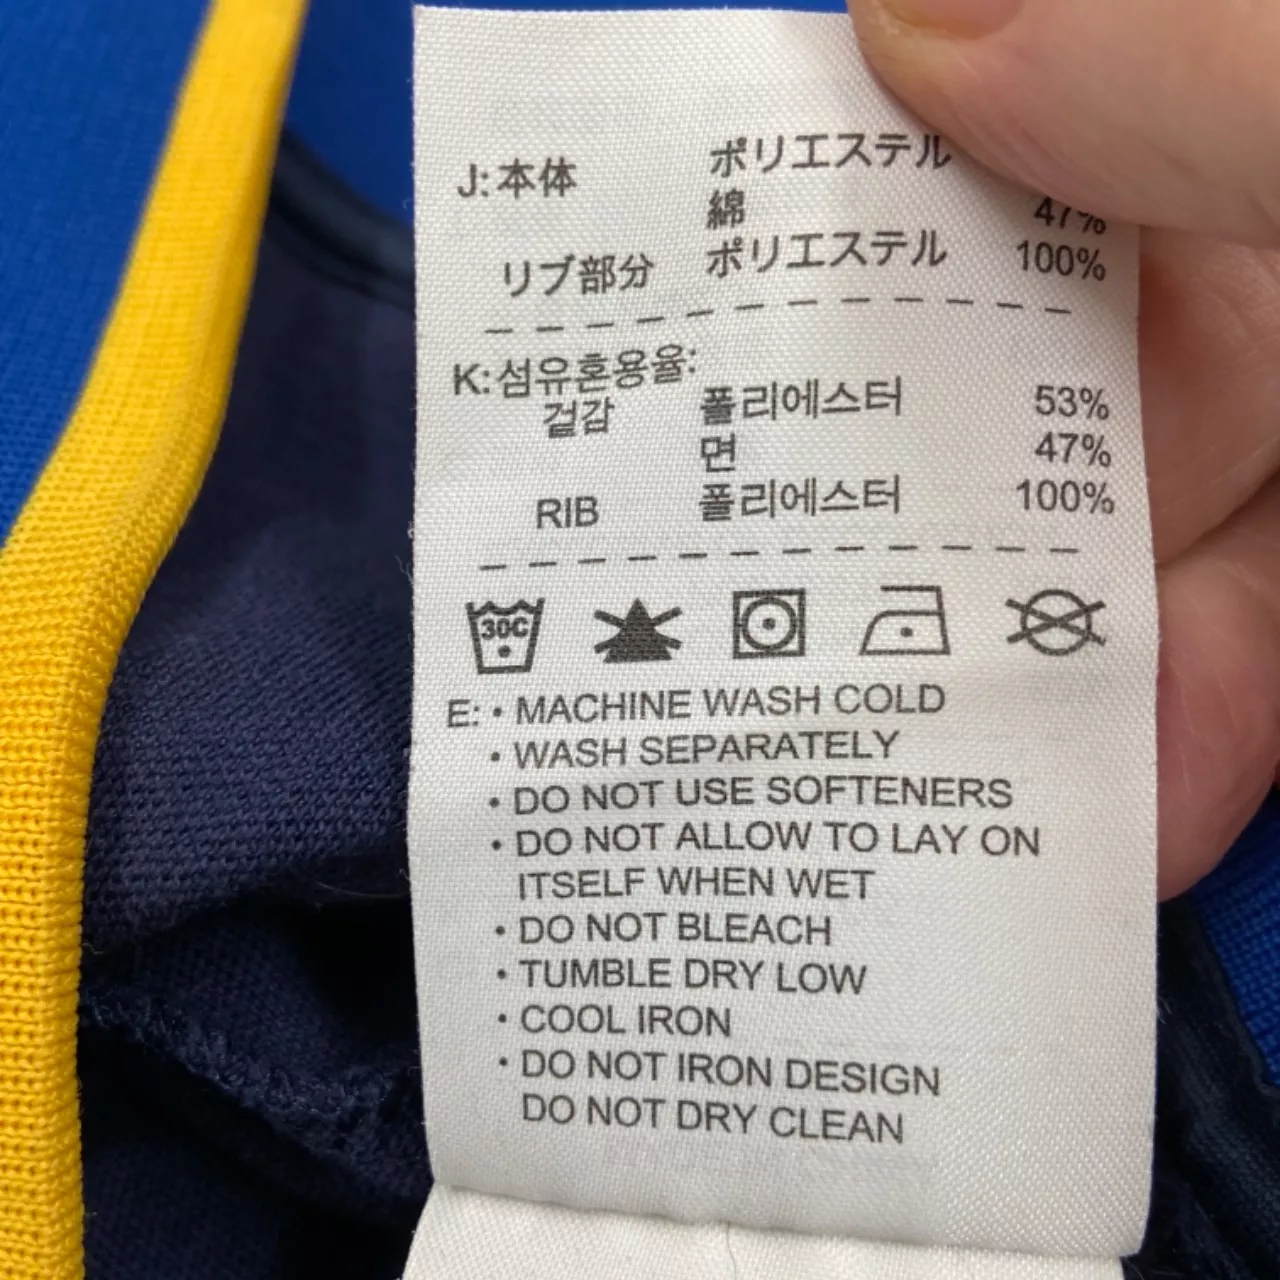 J: 本体 ポリエステル
綿 47%
リブ部分 ポリエステル 100%
K: 섬유혼용율:
겉감 폴리에스터 53%
면 47%
RIB 폴리에스터 100%
30C
E: • MACHINE WASH COLD
• WASH SEPARATELY
• DO NOT USE SOFTENERS
• DO NOT ALLOW TO LAY ON
ITSELF WHEN WET
• DO NOT BLEACH
• TUMBLE DRY LOW
• COOL IRON
• DO NOT IRON DESIGN
DO NOT DRY CLEAN